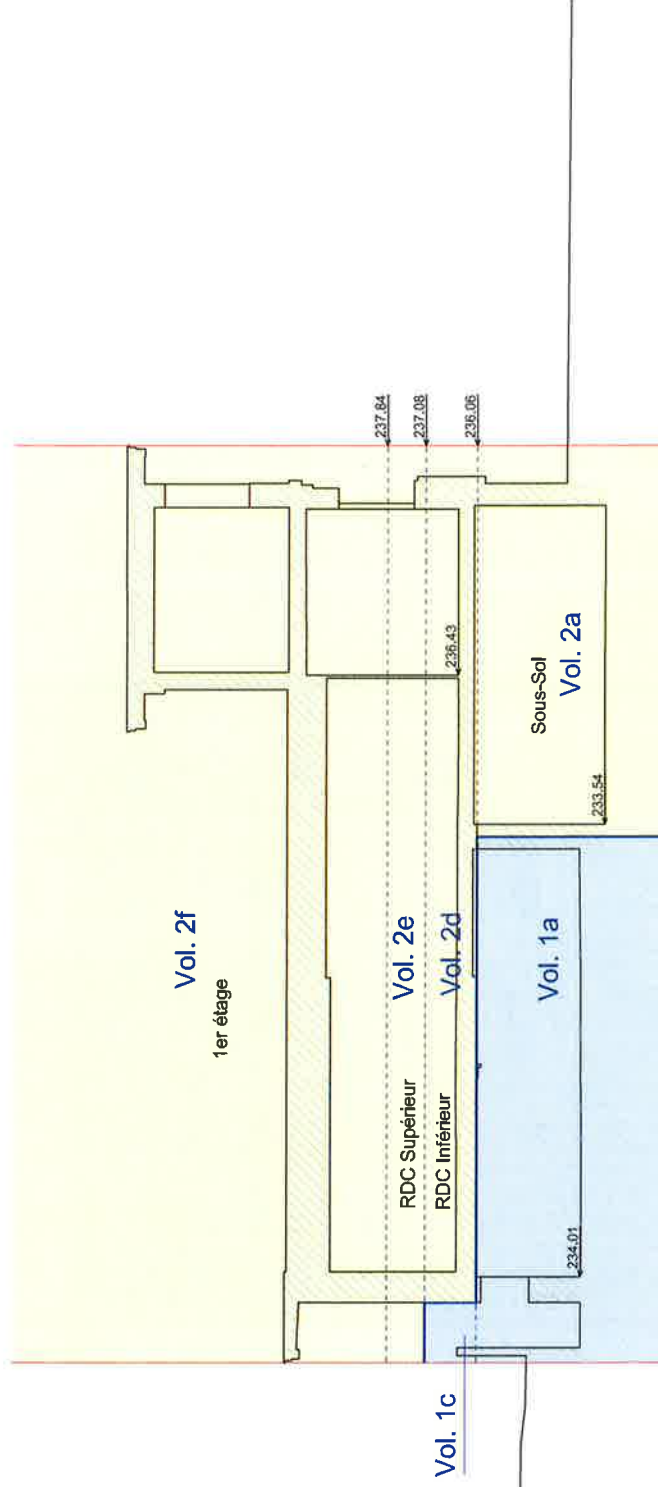 Vol. 2f
1er étage
237.84
237.08
236.06
Vol. 2e
RDC Supérieur
Vol. 2d
RDC Inférieur
236.43
Sous-Sol
Vol. 2a
233.54
Vol. 1a
234.01
Vol. 1c